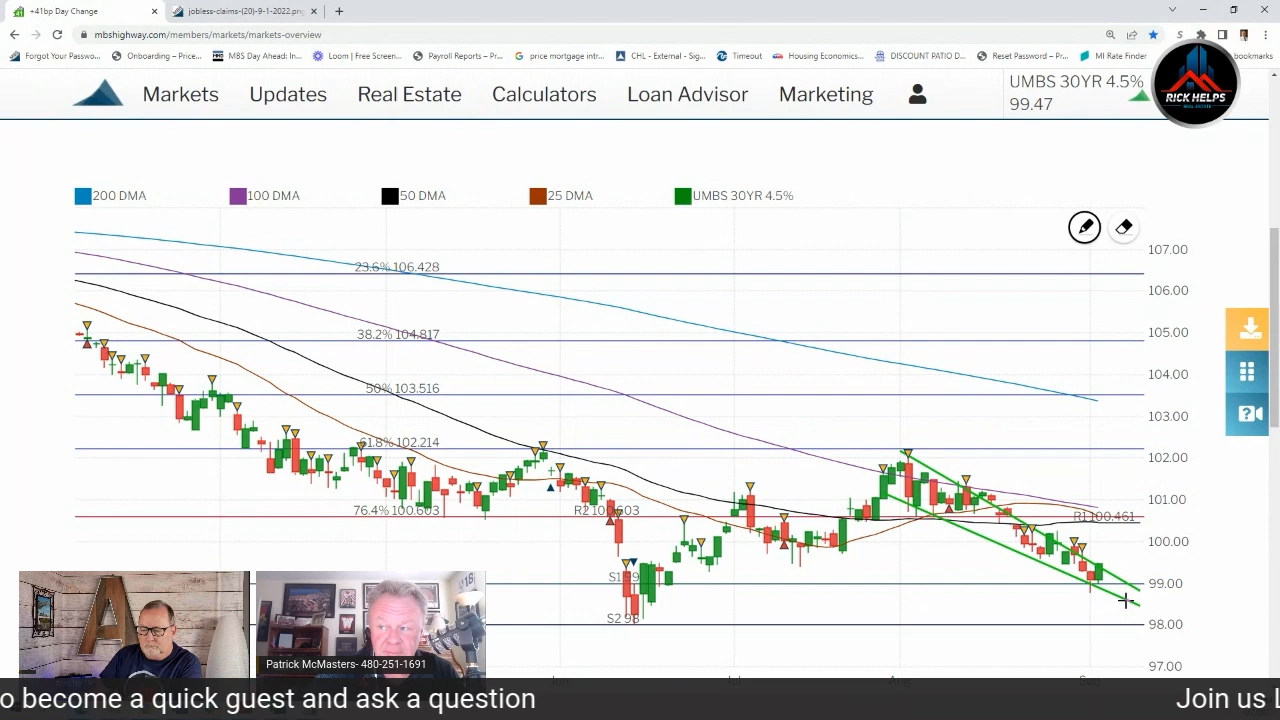 +41bp Day Change
jobless-claims-(20)-9-1-2022.png
mbshighway.com/members/markets/markets-overview
Forgot Your Passwo...
Onboarding – Price...
MBS Day Ahead: In...
Loom | Free Screen...
Payroll Reports – Pr...
price mortgage intr...
CHL - External - Sig...
Timeout
Housing Economics...
DISCOUNT PATIO D...
Reset Password – Pr...
MI Rate Finder
bookmarks
Markets
Updates
Real Estate
Calculators
Loan Advisor
Marketing
UMBS 30YR 4.5%
99.47
RICK HELPS
REAL ESTATE
200 DMA
100 DMA
50 DMA
25 DMA
UMBS 30YR 4.5%
107.00
23.6% 106.428
106.00
105.00
38.2% 104.817
104.00
50% 103.516
103.00
61.8% 102.214
102.00
101.00
76.4% 100.603
R2 100.603
R1 100.461
100.00
S1 99
99.00
S2 98
98.00
97.00
Patrick McMasters- 480-251-1691
o become a quick guest and ask a question
Join us L